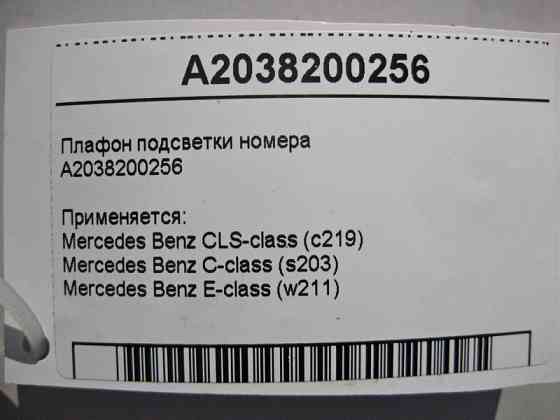 A2038200256
Плафон подсветки номера
A2038200256
Применяется:
Mercedes Benz CLS-class (c219)
Mercedes Benz C-class (s203)
Mercedes Benz E-class (w211)